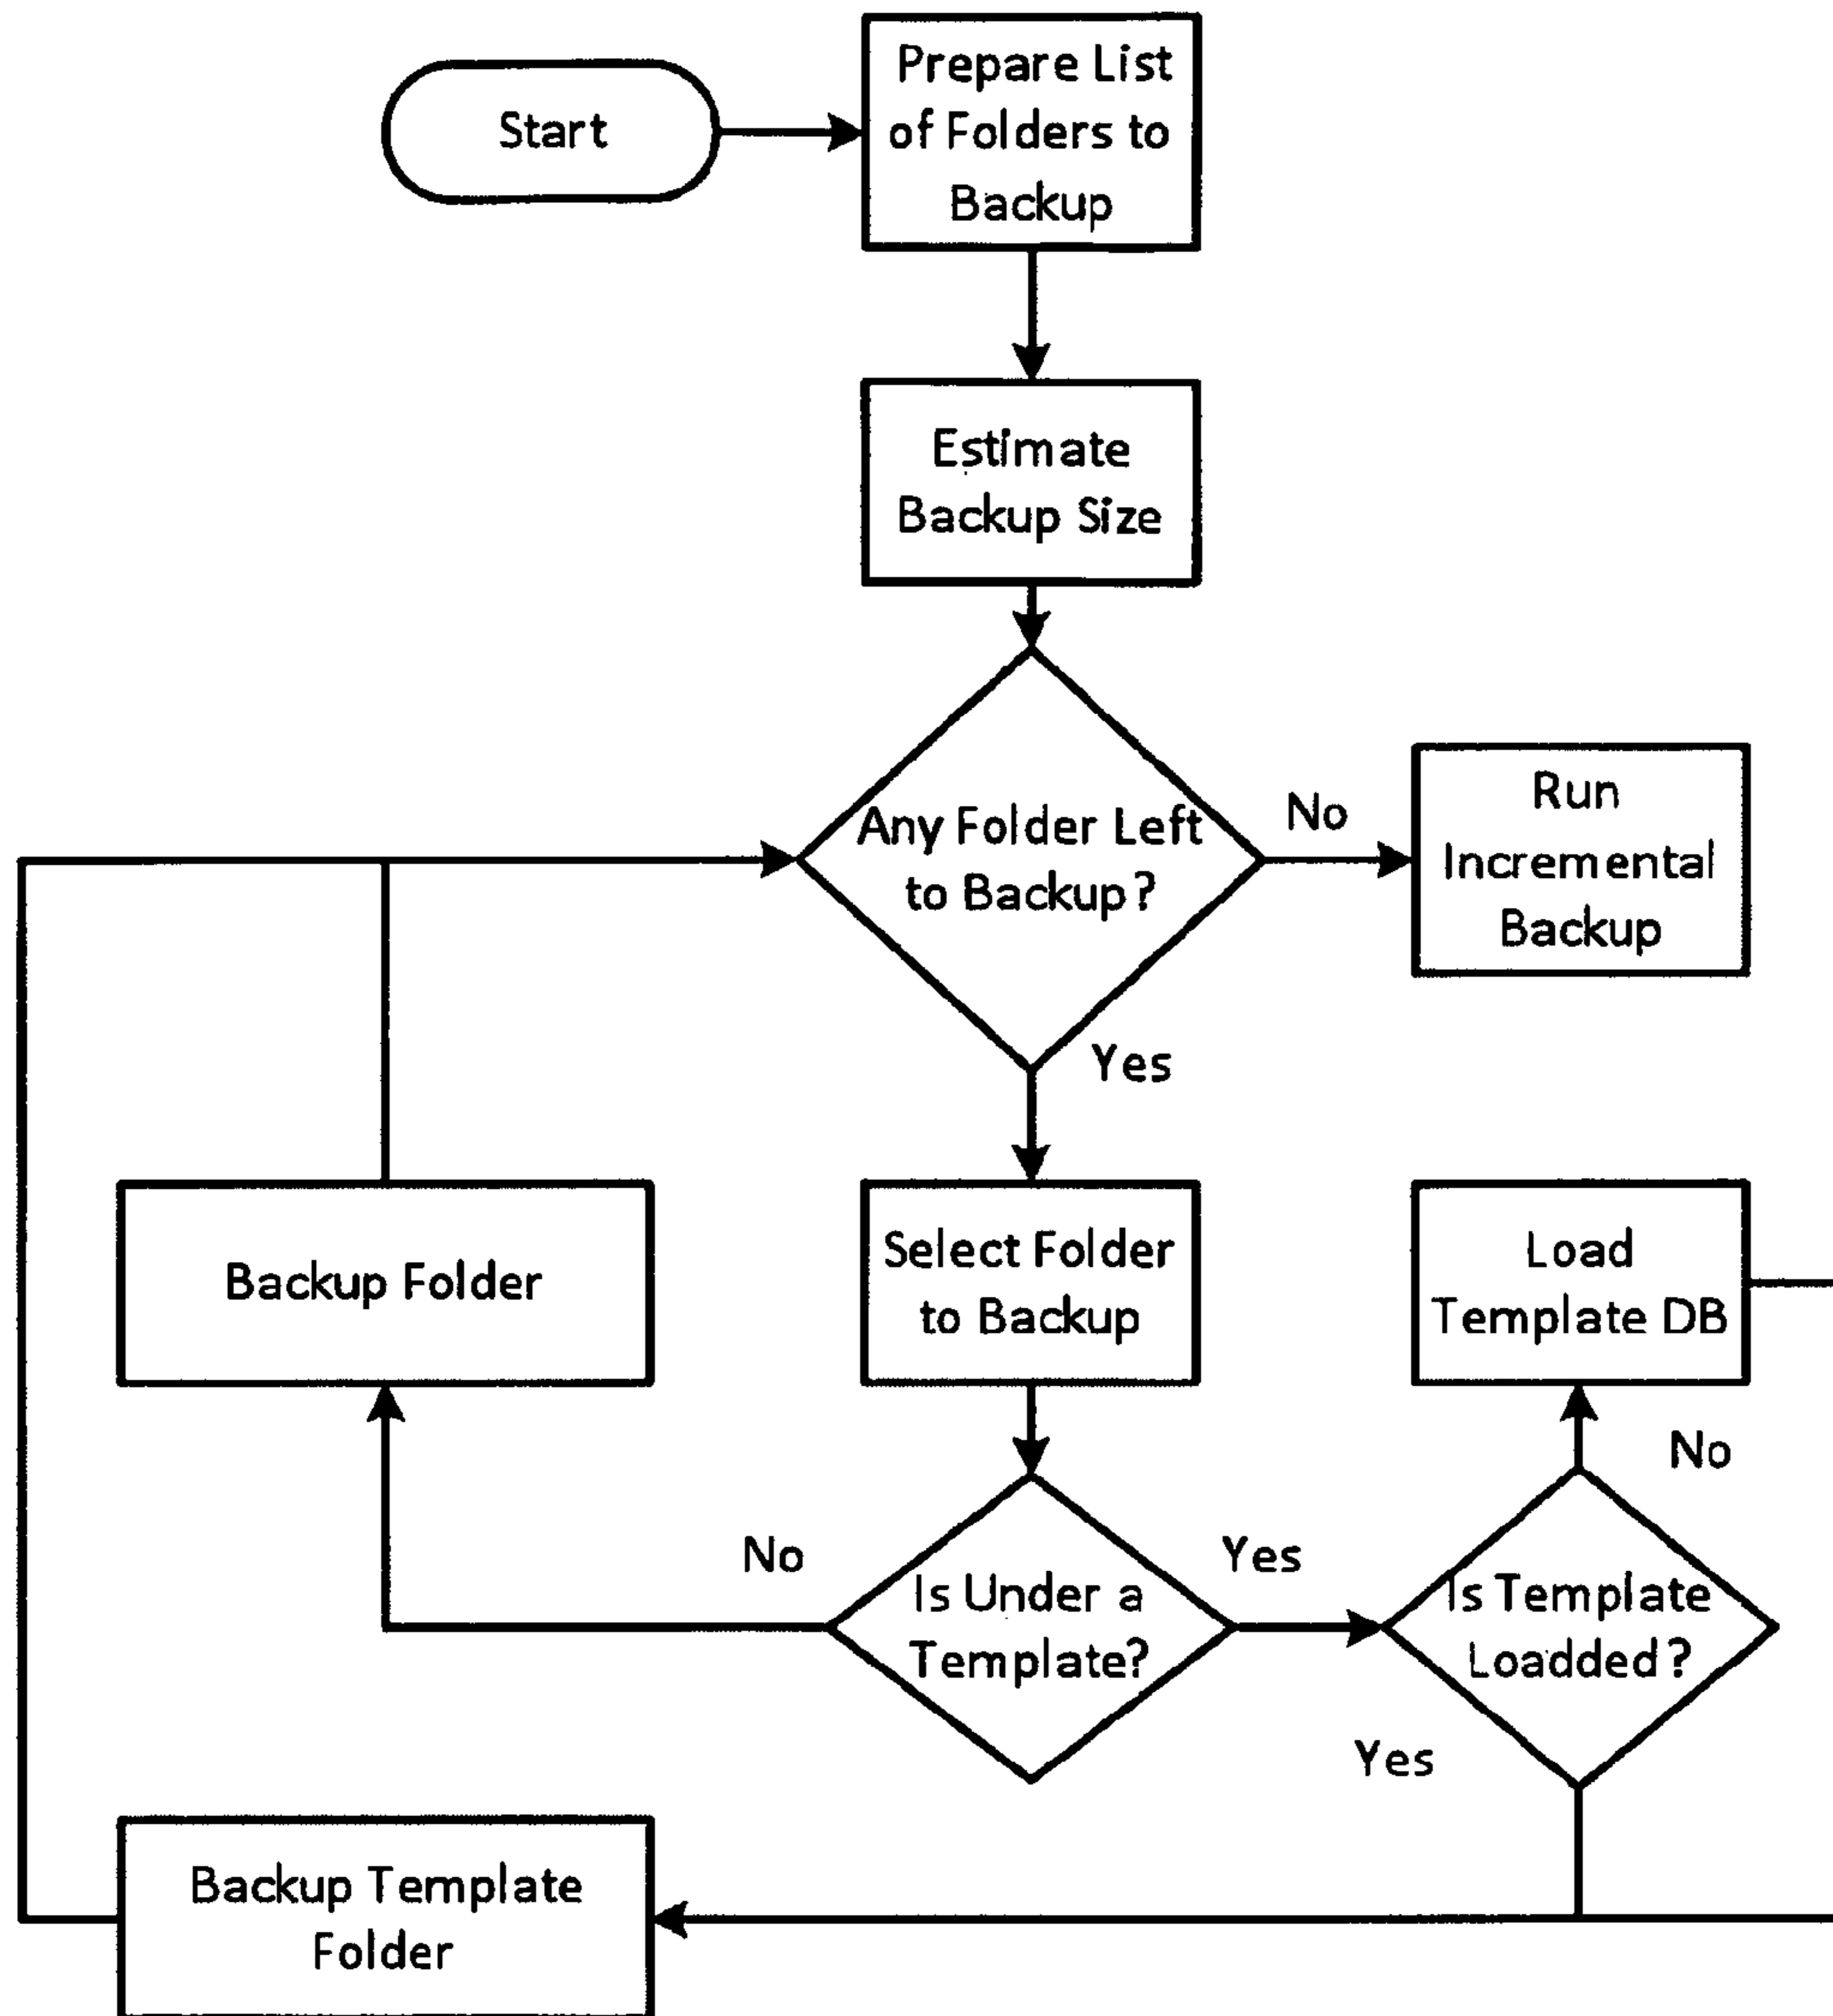 Prepare List
of Folders to
Backup
Start
Estimate
Backup Size
Any Folder Left
to Backup?
No
Run
Incremental
Backup
Yes
Backup Folder
Select Folder
to Backup
Load
Template DB
No
No
Yes
Is Under a
Template?
Is Template
Loadded?
Yes
Backup Template
Folder